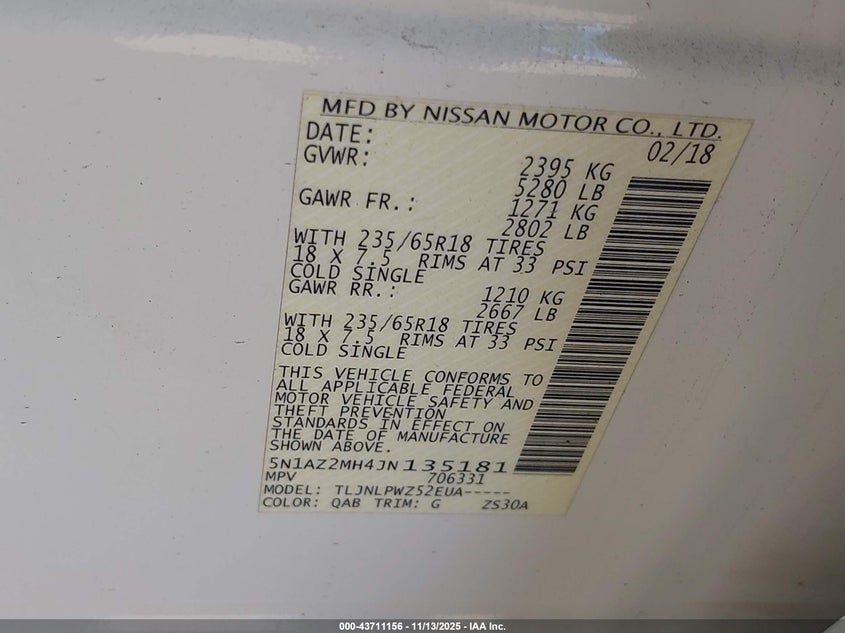 MFD BY NISSAN MOTOR CO., LTD.
DATE: 02/18
GVWR: 2395 KG
5280 LB
GAWR FR.: 1271 KG
2802 LB
WITH 235/65R18 TIRES
18 X 7.5 RIMS AT 33 PSI
COLD SINGLE
GAWR RR.: 1210 KG
2667 LB
WITH 235/65R18 TIRES
18 X 7.5 RIMS AT 33 PSI
COLD SINGLE
THIS VEHICLE CONFORMS TO
ALL APPLICABLE FEDERAL
MOTOR VEHICLE SAFETY AND
THEFT PREVENTION
STANDARDS IN EFFECT ON
THE DATE OF MANUFACTURE
SHOWN ABOVE.
5N1AZ2MH4JN135181
MPV 706331
MODEL: TLJNLPWZ52EUA-----
COLOR: QAB TRIM: G ZS30A
000-43711156 - 11/13/2025 - IAA Inc.